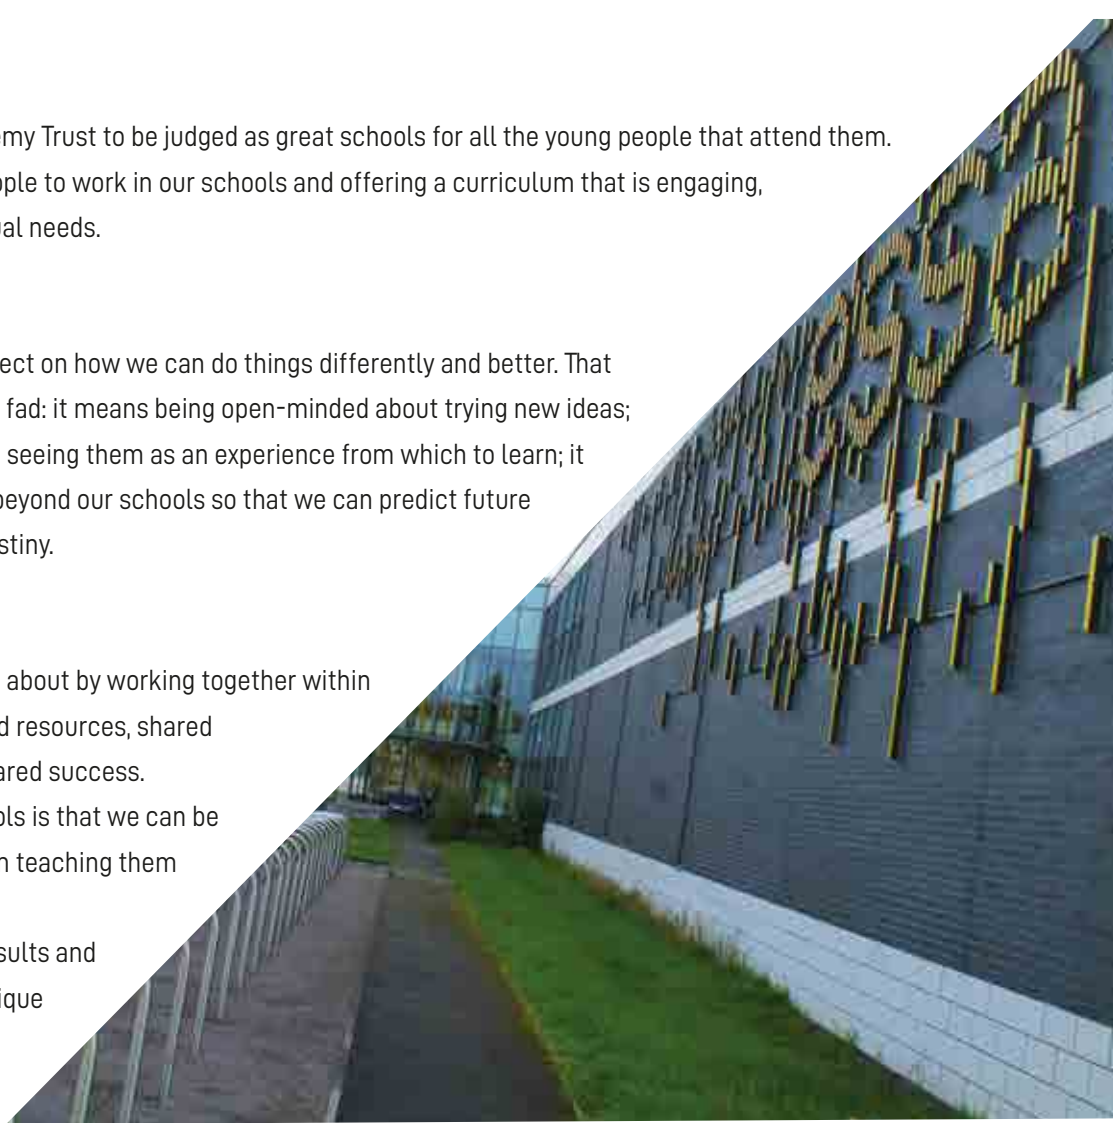 emy Trust to be judged as great schools for all the young people that attend them.
ople to work in our schools and offering a curriculum that is engaging,
al needs.
ect on how we can do things differently and better. That
fad: it means being open-minded about trying new ideas;
seeing them as an experience from which to learn; it
beyond our schools so that we can predict future
stiny.
about by working together within
d resources, shared
ared success.
ols is that we can be
n teaching them
sults and
ique
essa